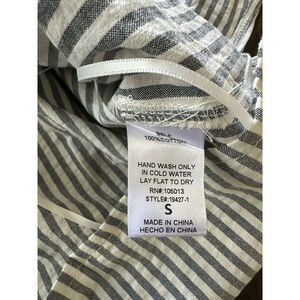 SELF
100%COTTON
HAND WASH ONLY
IN COLD WATER
LAY FLAT TO DRY
RN#:105013
STYLE#:19427-1
S
MADE IN CHINA
HECHO EN CHINA